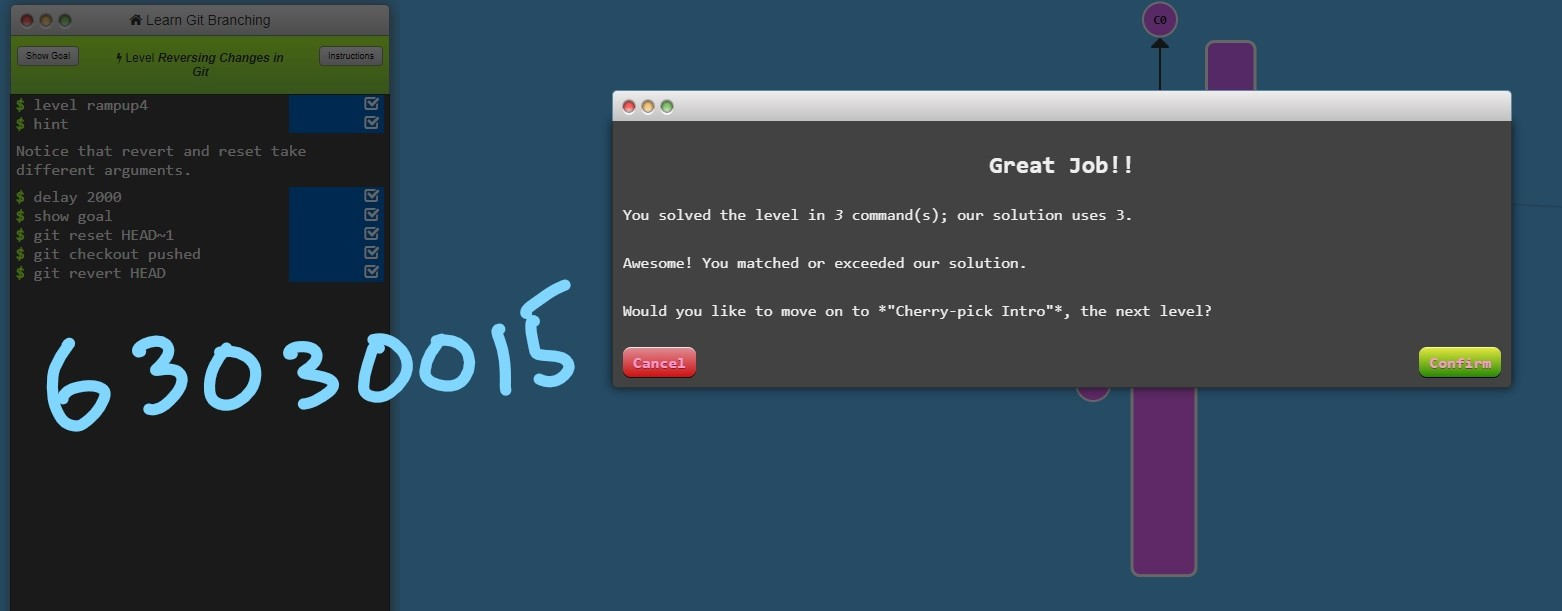 Learn Git Branching
Show Goal
Level Reversing Changes in Git
Instructions
$ level rampup4
$ hint
Notice that revert and reset take
different arguments.
$ delay 2000
$ show goal
$ git reset HEAD~1
$ git checkout pushed
$ git revert HEAD
63030015
C0
Great Job!!
You solved the level in 3 command(s); our solution uses 3.
Awesome! You matched or exceeded our solution.
Would you like to move on to *"Cherry-pick Intro"*, the next level?
Cancel
Confirm